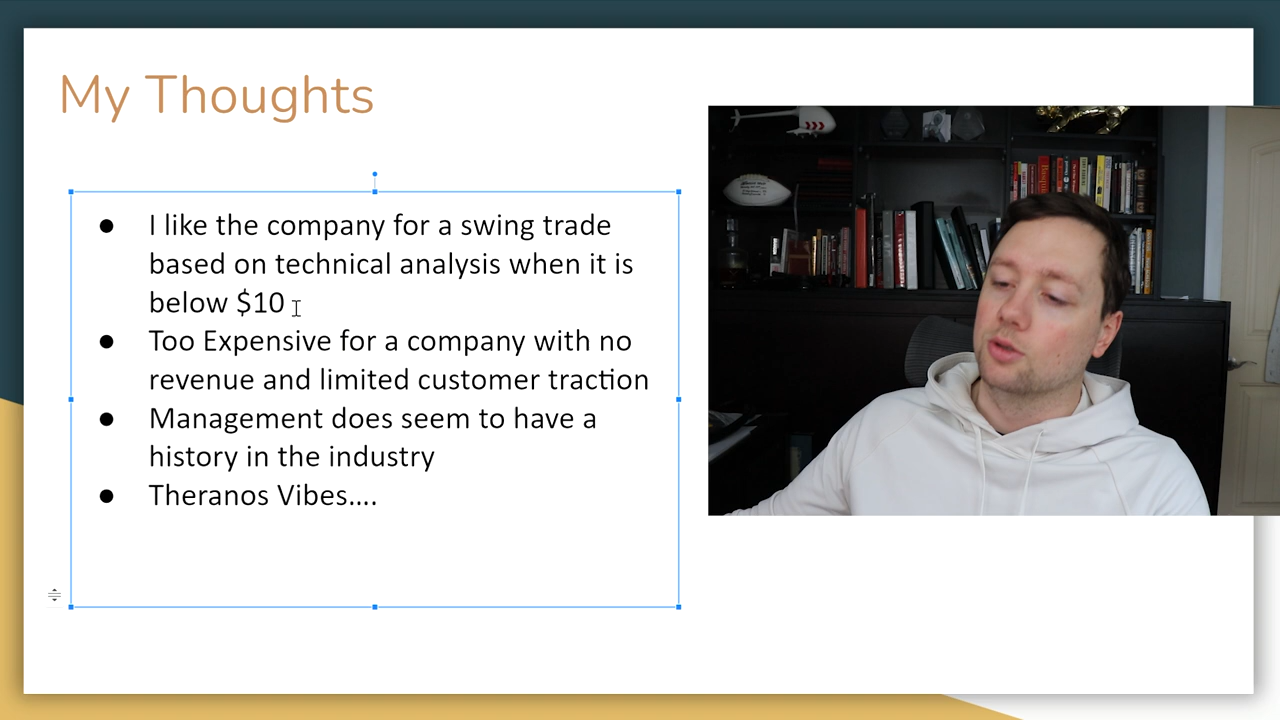 My Thoughts
● I like the company for a swing trade
based on technical analysis when it is
below $10
● Too Expensive for a company with no
revenue and limited customer traction
● Management does seem to have a
history in the industry
● Theranos Vibes....